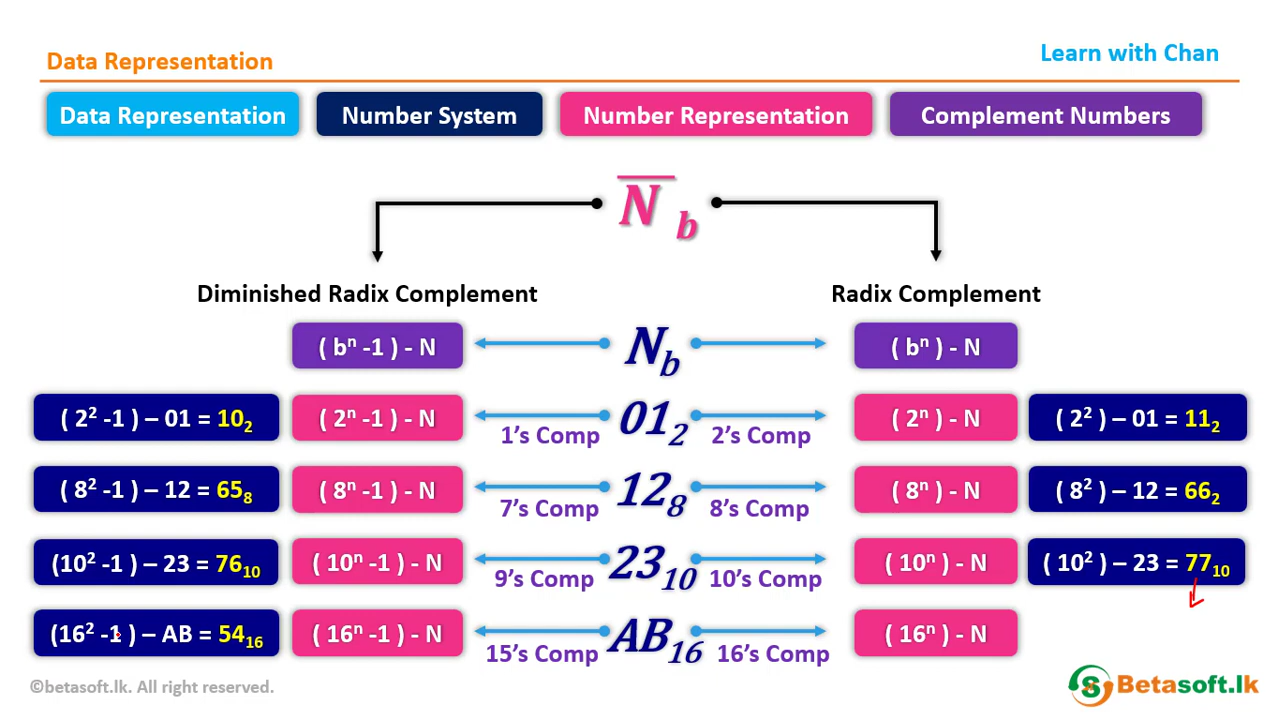 Data Representation
Learn with Chan
Data Representation Number System Number Representation Complement Numbers
N̅ b
Diminished Radix Complement Radix Complement
( bⁿ -1 ) - N N_b ( bⁿ ) - N
( 2² -1 ) – 01 = 10₂ ( 2ⁿ -1 ) - N 1’s Comp 01₂ 2’s Comp ( 2ⁿ ) - N ( 2² ) – 01 = 11₂
( 8² -1 ) – 12 = 65₈ ( 8ⁿ -1 ) - N 7’s Comp 12₈ 8’s Comp ( 8ⁿ ) - N ( 8² ) – 12 = 66₂
(10² -1 ) – 23 = 76₁₀ ( 10ⁿ -1 ) - N 9’s Comp 23₁₀ 10’s Comp ( 10ⁿ ) - N ( 10² ) – 23 = 77₁₀
(16² -1 ) – AB = 54₁₆ ( 16ⁿ -1 ) - N 15’s Comp AB₁₆ 16’s Comp ( 16ⁿ ) - N
©betasoft.lk. All right reserved.
Betasoft.lk